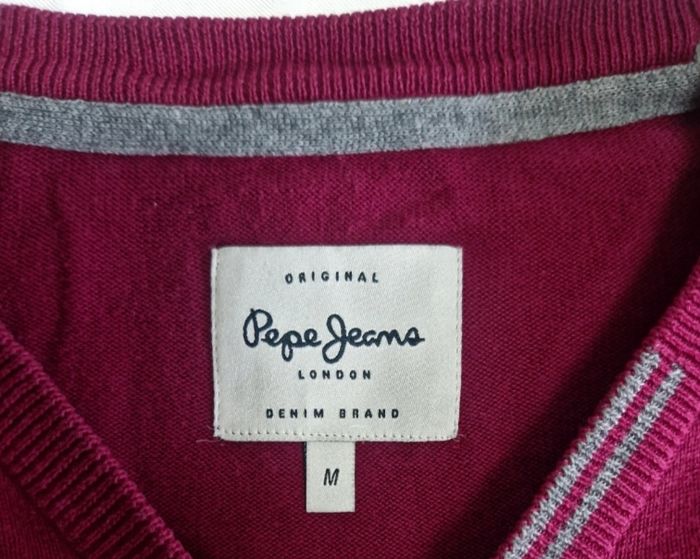 ORIGINAL
Pepe Jeans
LONDON
DENIM BRAND
M